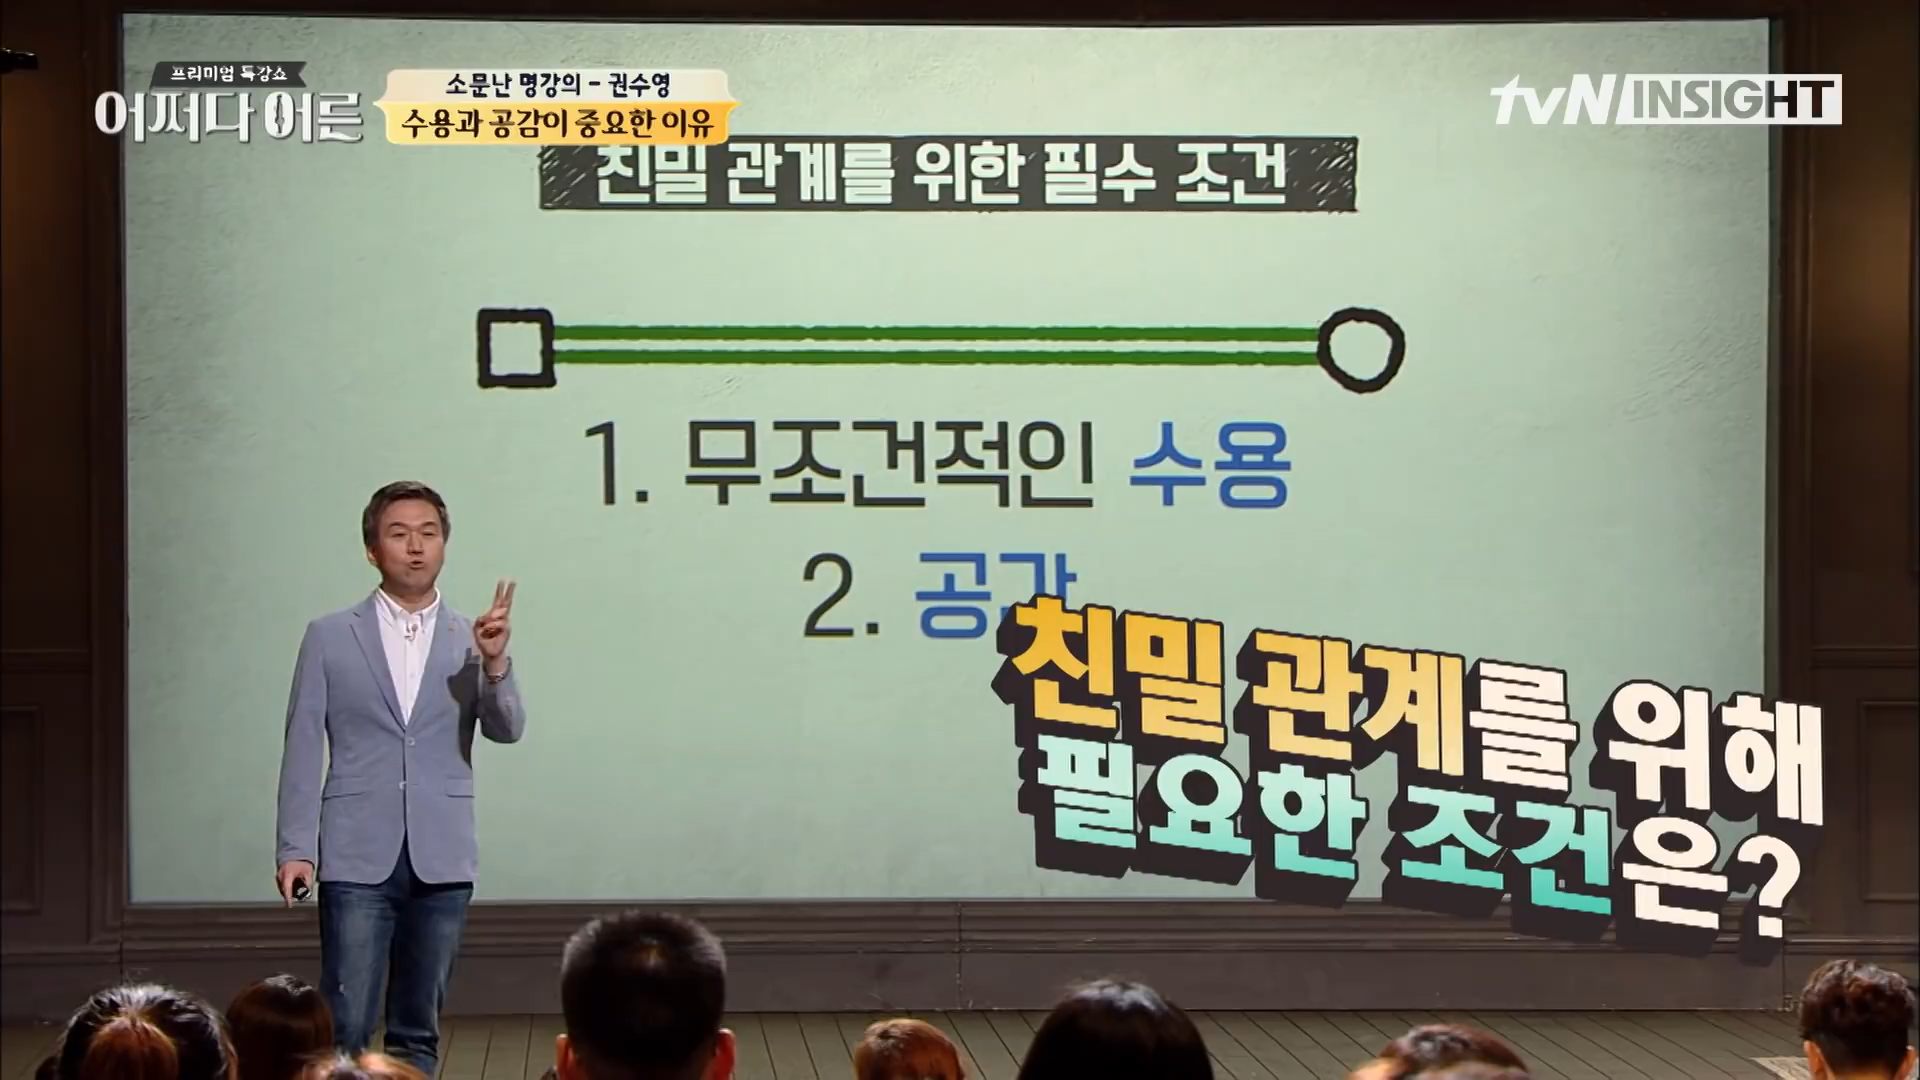 프리미엄 특강쇼
어쩌다 어른
소문난 명강의 - 권수영
수용과 공감이 중요한 이유
tvN INSIGHT
친밀 관계를 위한 필수 조건
1. 무조건적인 수용
2. 공감
친밀 관계를 위해
필요한 조건은?